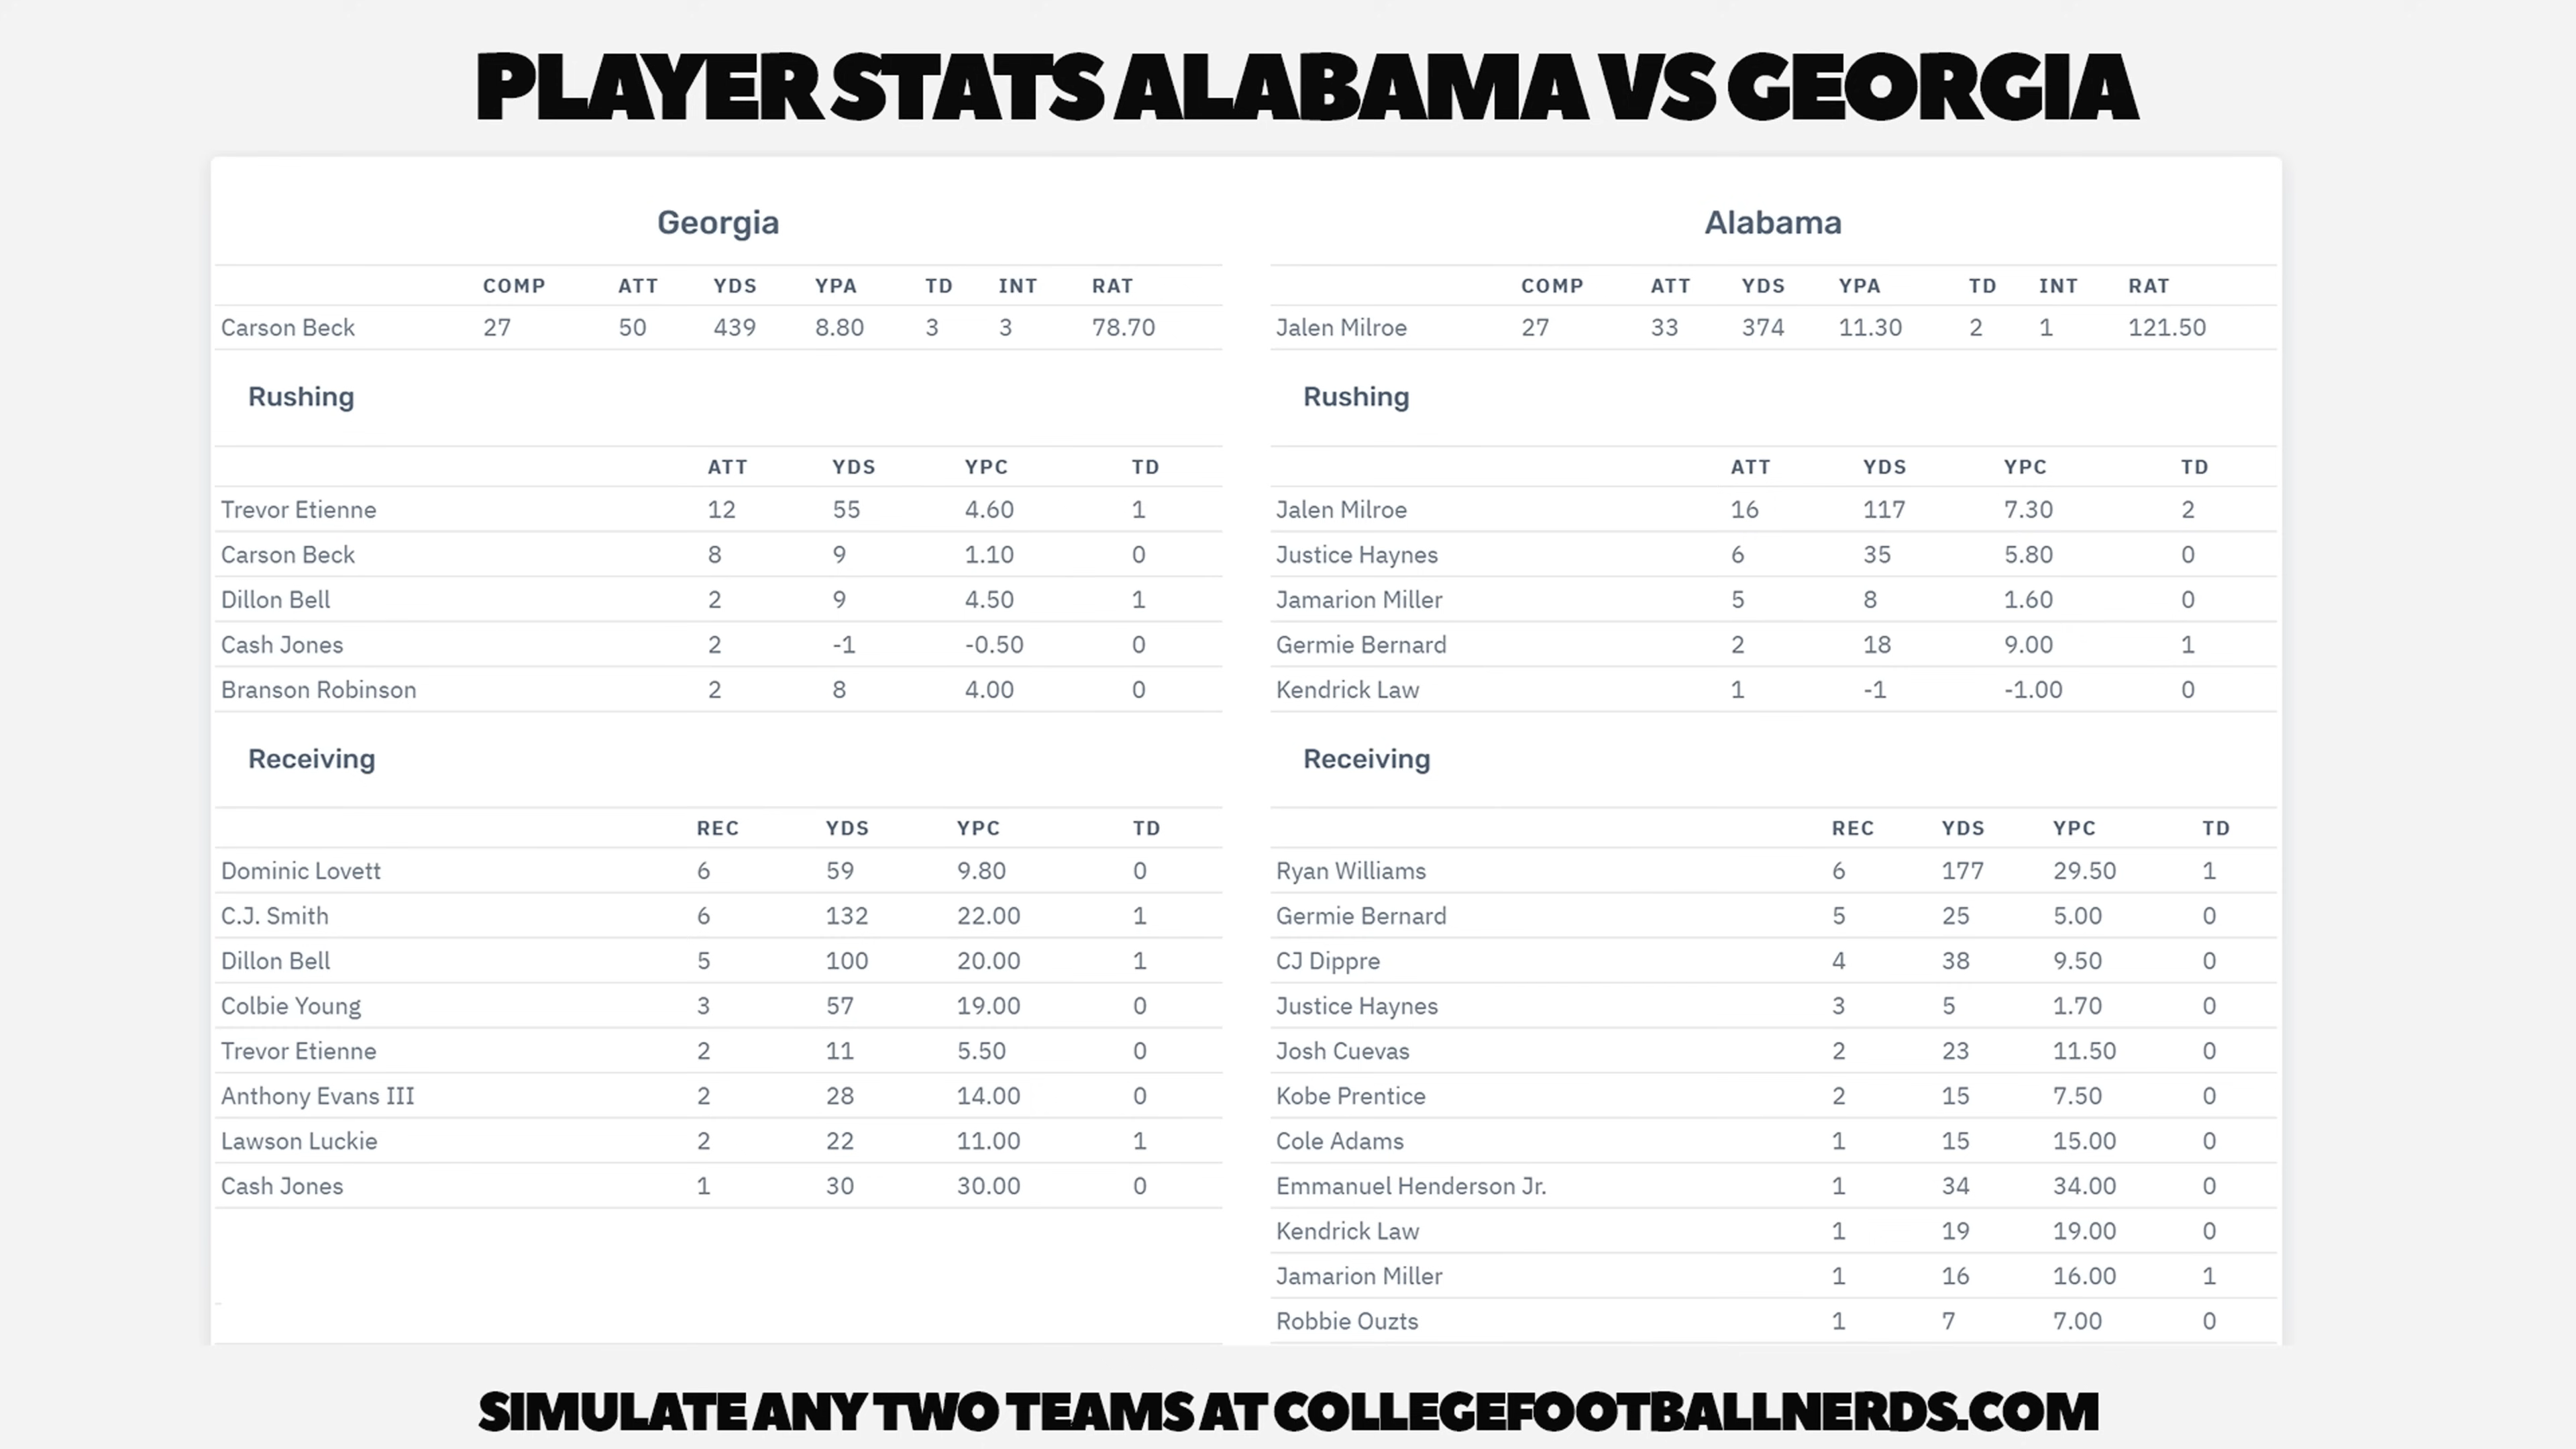 PLAYER STATS ALABAMA VS GEORGIA
Georgia
COMP ATT YDS YPA TD INT RAT
Carson Beck 27 50 439 8.80 3 3 78.70
Rushing
ATT YDS YPC TD
Trevor Etienne 12 55 4.60 1
Carson Beck 8 9 1.10 0
Dillon Bell 2 9 4.50 1
Cash Jones 2 -1 -0.50 0
Branson Robinson 2 8 4.00 0
Receiving
REC YDS YPC TD
Dominic Lovett 6 59 9.80 0
C.J. Smith 6 132 22.00 1
Dillon Bell 5 100 20.00 1
Colbie Young 3 57 19.00 0
Trevor Etienne 2 11 5.50 0
Anthony Evans III 2 28 14.00 0
Lawson Luckie 2 22 11.00 1
Cash Jones 1 30 30.00 0
Alabama
COMP ATT YDS YPA TD INT RAT
Jalen Milroe 27 33 374 11.30 2 1 121.50
Rushing
ATT YDS YPC TD
Jalen Milroe 16 117 7.30 2
Justice Haynes 6 35 5.80 0
Jamarion Miller 5 8 1.60 0
Germie Bernard 2 18 9.00 1
Kendrick Law 1 -1 -1.00 0
Receiving
REC YDS YPC TD
Ryan Williams 6 177 29.50 1
Germie Bernard 5 25 5.00 0
CJ Dippre 4 38 9.50 0
Justice Haynes 3 5 1.70 0
Josh Cuevas 2 23 11.50 0
Kobe Prentice 2 15 7.50 0
Cole Adams 1 15 15.00 0
Emmanuel Henderson Jr. 1 34 34.00 0
Kendrick Law 1 19 19.00 0
Jamarion Miller 1 16 16.00 1
Robbie Ouzts 1 7 7.00 0
SIMULATE ANY TWO TEAMS AT COLLEGEFOOTBALLNERDS.COM